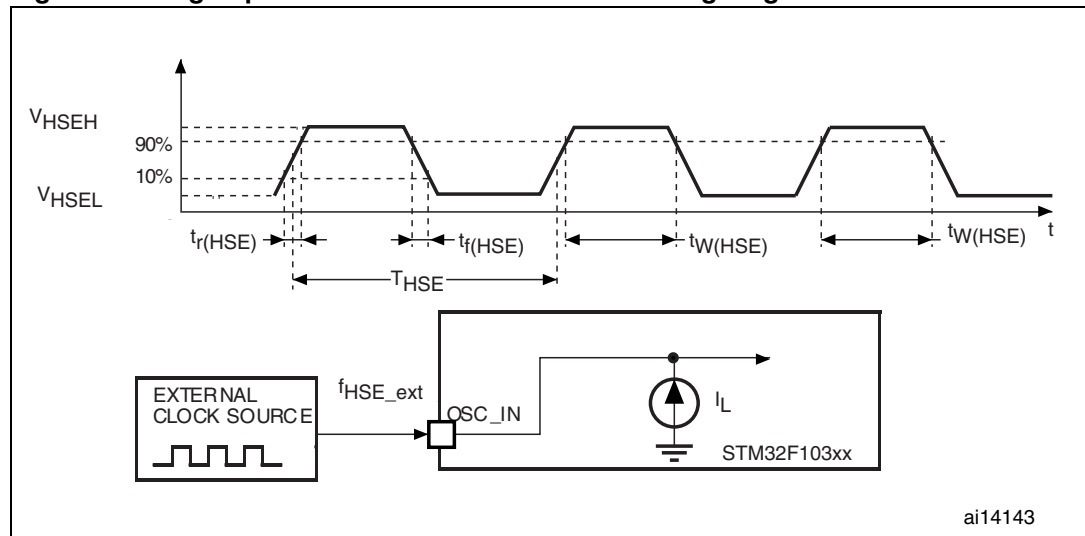 V_HSEH
90%
10%
V_HSEL
t_r(HSE)
t_f(HSE)
t_W(HSE)
t_W(HSE)
t
T_HSE
EXTERNAL
CLOCK SOURCE
f_HSE_ext
OSC_IN
I_L
STM32F103xx
ai14143